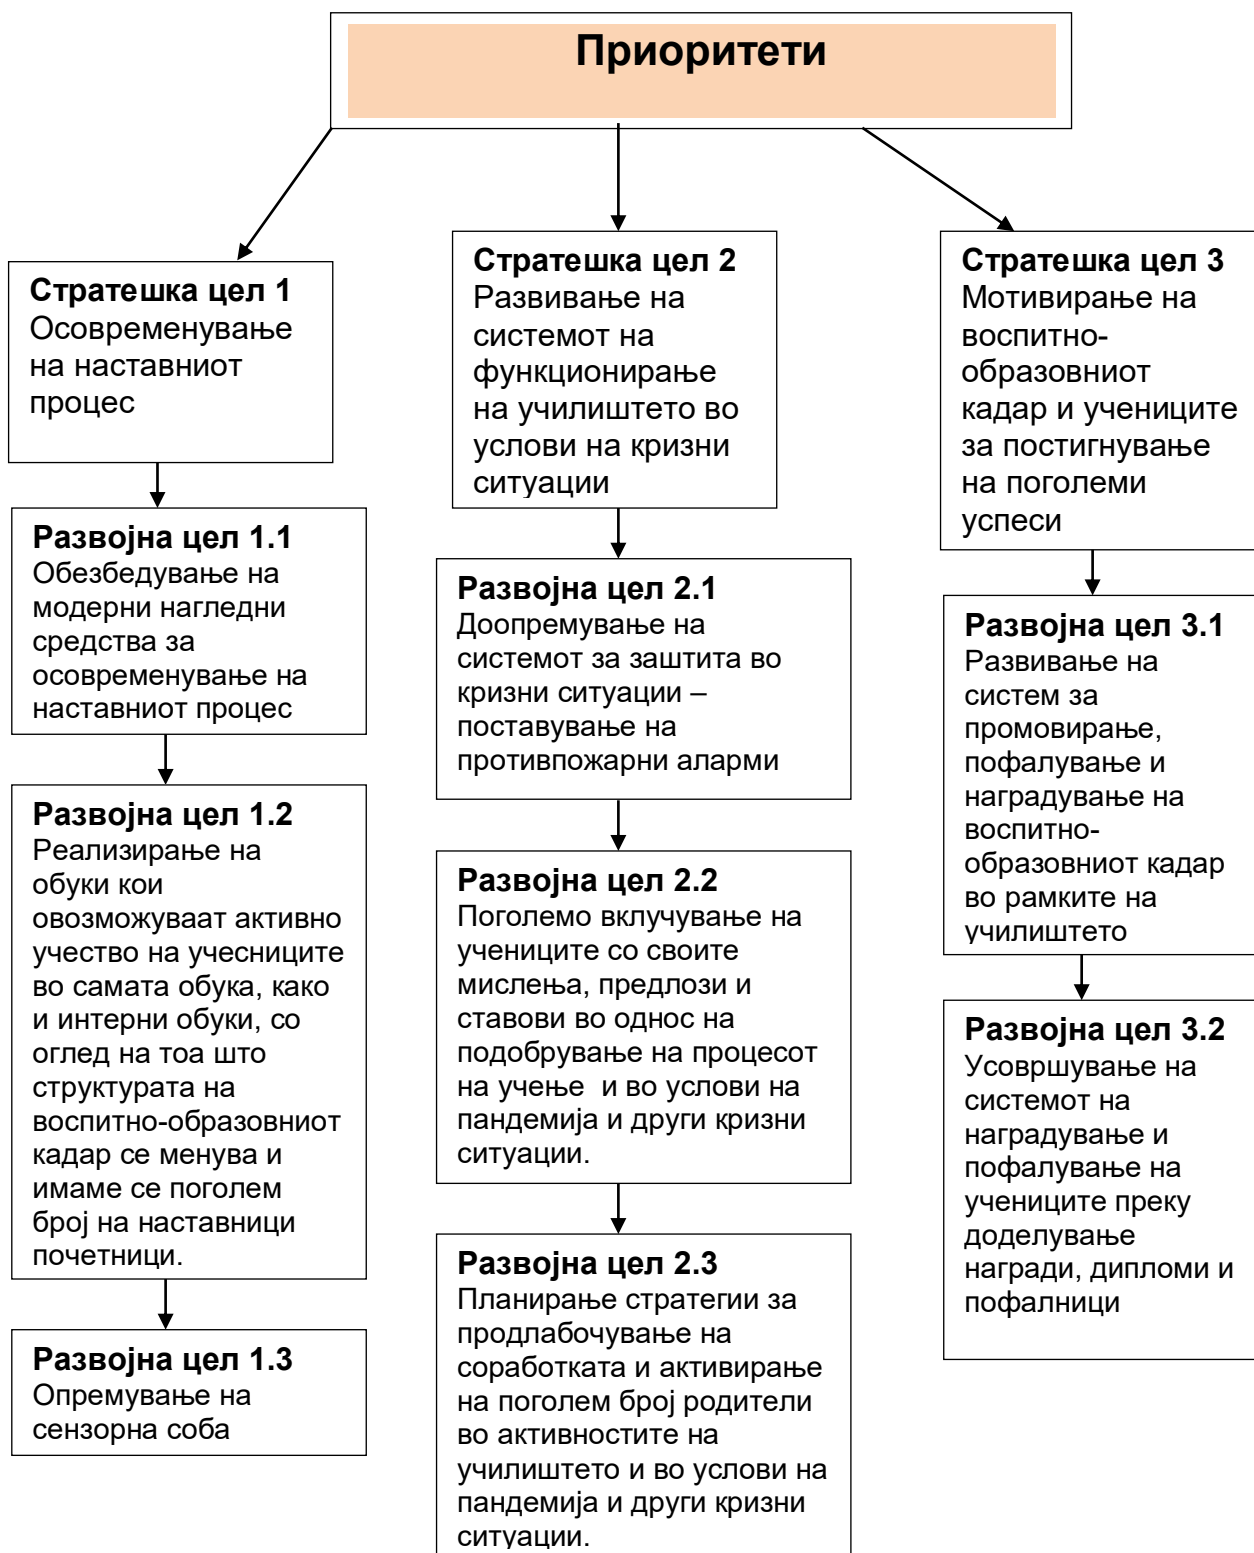 Приоритети
Стратешка цел 1
Осовременување
на наставниот
процес
Развојна цел 1.1
Обезбедување на
модерни нагледни
средства за
осовременување на
наставниот процес
Развојна цел 1.2
Реализирање на
обуки кои
овозможуваат активно
учество на учесниците
во самата обука, како
и интерни обуки, со
оглед на тоа што
структурата на
воспитно-образовниот
кадар се менува и
имаме се поголем
број на наставници
почетници.
Развојна цел 1.3
Опремување на
сензорна соба
Стратешка цел 2
Развивање на
системот на
функционирање
на училиштето во
услови на кризни
ситуации
Развојна цел 2.1
Доопремување на
системот за заштита во
кризни ситуации –
поставување на
противпожарни аларми
Развојна цел 2.2
Поголемо вклучување на
учениците со своите
мислења, предлози и
ставови во однос на
подобрување на процесот
на учење  и во услови на
пандемија и други кризни
ситуации.
Развојна цел 2.3
Планирање стратегии за
продлабочување на
соработката и активирање
на поголем број родители
во активностите на
училиштето и во услови на
пандемија и други кризни
ситуации.
Стратешка цел 3
Мотивирање на
воспитно-
образовниот
кадар и учениците
за постигнување
на поголеми
успеси
Развојна цел 3.1
Развивање на
систем за
промовирање,
пофалување и
наградување на
воспитно-
образовниот кадар
во рамките на
училиштето
Развојна цел 3.2
Усовршување на
системот на
наградување и
пофалување на
учениците преку
доделување
награди, дипломи и
пофалници